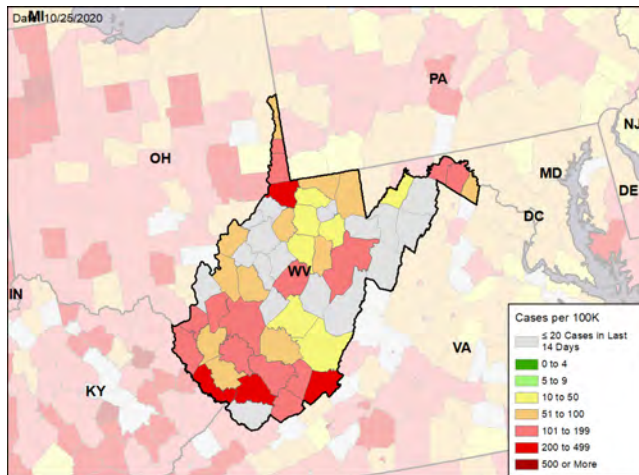 Date: 10/25/2020
MI
PA
NJ
OH
MD
DE
DC
WV
IN
VA
KY
Cases per 100K
≤ 20 Cases in Last
14 Days
0 to 4
5 to 9
10 to 50
51 to 100
101 to 199
200 to 499
500 or More